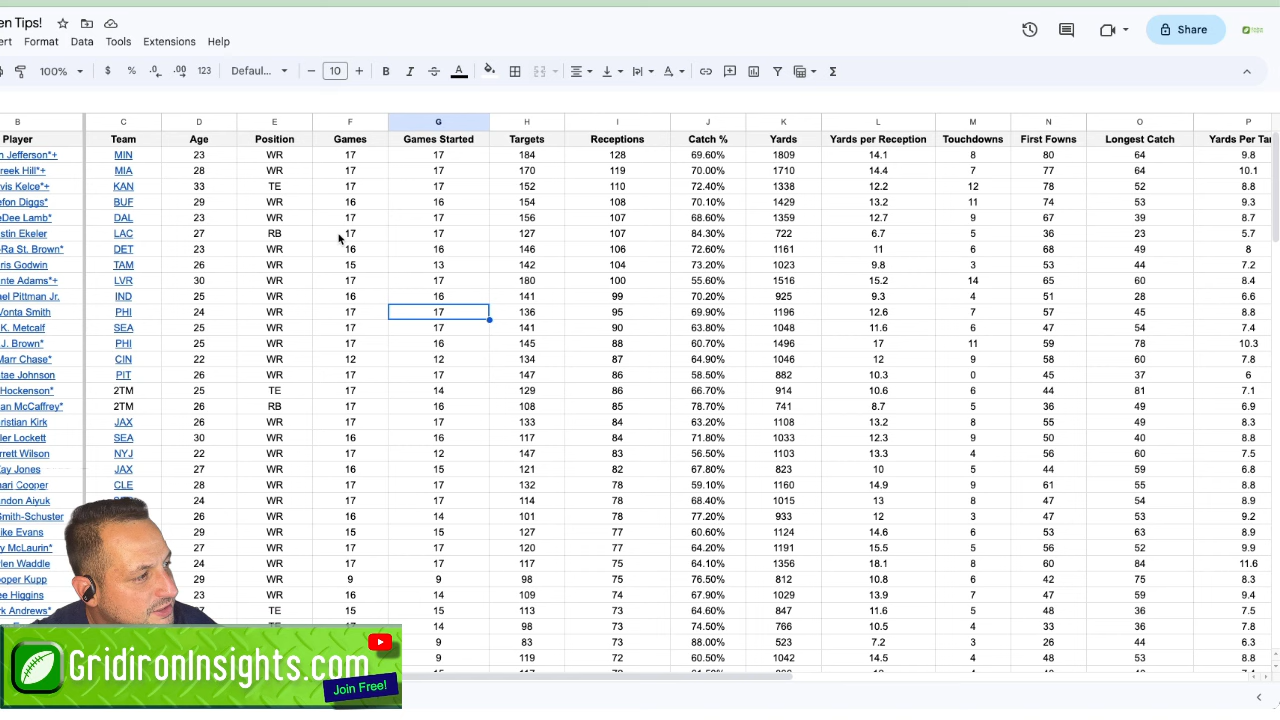 en Tips!
ert Format Data Tools Extensions Help
Share
100% $ % .0 .00 123 Defaul... 10 B I S A Σ
B C D E F G H I J K L M N O P
Player Team Age Position Games Games Started Targets Receptions Catch % Yards Yards per Reception Touchdowns First Fowns Longest Catch Yards Per Tar
n Jefferson*+ MIN 23 WR 17 17 184 128 69.60% 1809 14.1 8 80 64 9.8
reek Hill*+ MIA 28 WR 17 17 170 119 70.00% 1710 14.4 7 77 64 10.1
vis Kelce*+ KAN 33 TE 17 17 152 110 72.40% 1338 12.2 12 78 52 8.8
efon Diggs* BUF 29 WR 16 16 154 108 70.10% 1429 13.2 11 74 53 9.3
eeDee Lamb* DAL 23 WR 17 17 156 107 68.60% 1359 12.7 9 67 39 8.7
stin Ekeler LAC 27 RB 17 17 127 107 84.30% 722 6.7 5 36 23 5.7
-Ra St. Brown* DET 23 WR 16 16 146 106 72.60% 1161 11 6 68 49 8
ris Godwin TAM 26 WR 15 13 142 104 73.20% 1023 9.8 3 53 44 7.2
nte Adams*+ LVR 30 WR 17 17 180 100 55.60% 1516 15.2 14 65 60 8.4
ael Pittman Jr. IND 25 WR 16 16 141 99 70.20% 925 9.3 4 51 28 6.6
Vonta Smith PHI 24 WR 17 17 136 95 69.90% 1196 12.6 7 57 45 8.8
.K. Metcalf SEA 25 WR 17 17 141 90 63.80% 1048 11.6 6 47 54 7.4
.J. Brown* PHI 25 WR 17 16 145 88 60.70% 1496 17 11 59 78 10.3
Marr Chase* CIN 22 WR 12 12 134 87 64.90% 1046 12 9 58 60 7.8
ntae Johnson PIT 26 WR 17 17 147 86 58.50% 882 10.3 0 45 37 6
Hockenson* 2TM 25 TE 17 14 129 86 66.70% 914 10.6 6 44 81 7.1
an McCaffrey* 2TM 26 RB 17 16 108 85 78.70% 741 8.7 5 36 49 6.9
ristian Kirk JAX 26 WR 17 17 133 84 63.20% 1108 13.2 8 55 49 8.3
ler Lockett SEA 30 WR 16 16 117 84 71.80% 1033 12.3 9 50 40 8.8
rrett Wilson NYJ 22 WR 17 12 147 83 56.50% 1103 13.3 4 56 60 7.5
Zay Jones JAX 27 WR 16 15 121 82 67.80% 823 10 5 44 59 6.8
nari Cooper CLE 28 WR 17 17 132 78 59.10% 1160 14.9 9 61 55 8.8
andon Aiyuk 24 WR 17 17 114 78 68.40% 1015 13 8 47 54 8.9
Smith-Schuster 26 WR 16 14 101 78 77.20% 933 12 3 47 53 9.2
ike Evans 29 WR 15 15 127 77 60.60% 1124 14.6 6 53 63 8.9
y McLaurin* 27 WR 17 17 120 77 64.20% 1191 15.5 5 56 52 9.9
len Waddle 24 WR 17 17 117 75 64.10% 1356 18.1 8 60 84 11.6
ooper Kupp 29 WR 9 9 98 75 76.50% 812 10.8 6 42 75 8.3
ee Higgins 23 WR 16 14 109 74 67.90% 1029 13.9 7 48 59 9.4
rk Andrews* TE 15 15 113 73 64.60% 847 11.6 5 48 36 7.5
TE 17 14 98 73 74.50% 766 10.5 4 33 36 7.8
9 83 73 88.00% 523 7.2 3 26 44 6.3
9 119 72 60.50% 1042 14.5 4 48 53 8.8
GridironInsights.com
Join Free!